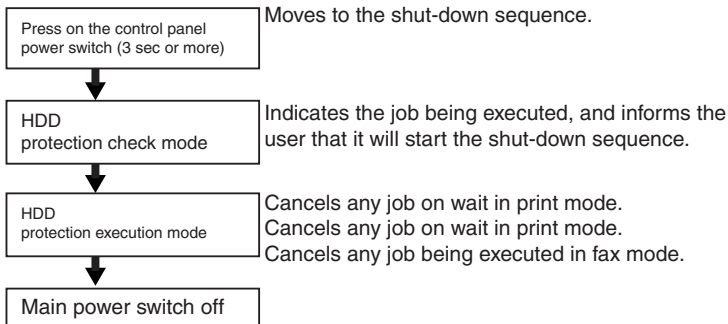 Press on the control panel
power switch (3 sec or more)
Moves to the shut-down sequence.
HDD
protection check mode
Indicates the job being executed, and informs the
user that it will start the shut-down sequence.
HDD
protection execution mode
Cancels any job on wait in print mode.
Cancels any job on wait in print mode.
Cancels any job being executed in fax mode.
Main power switch off